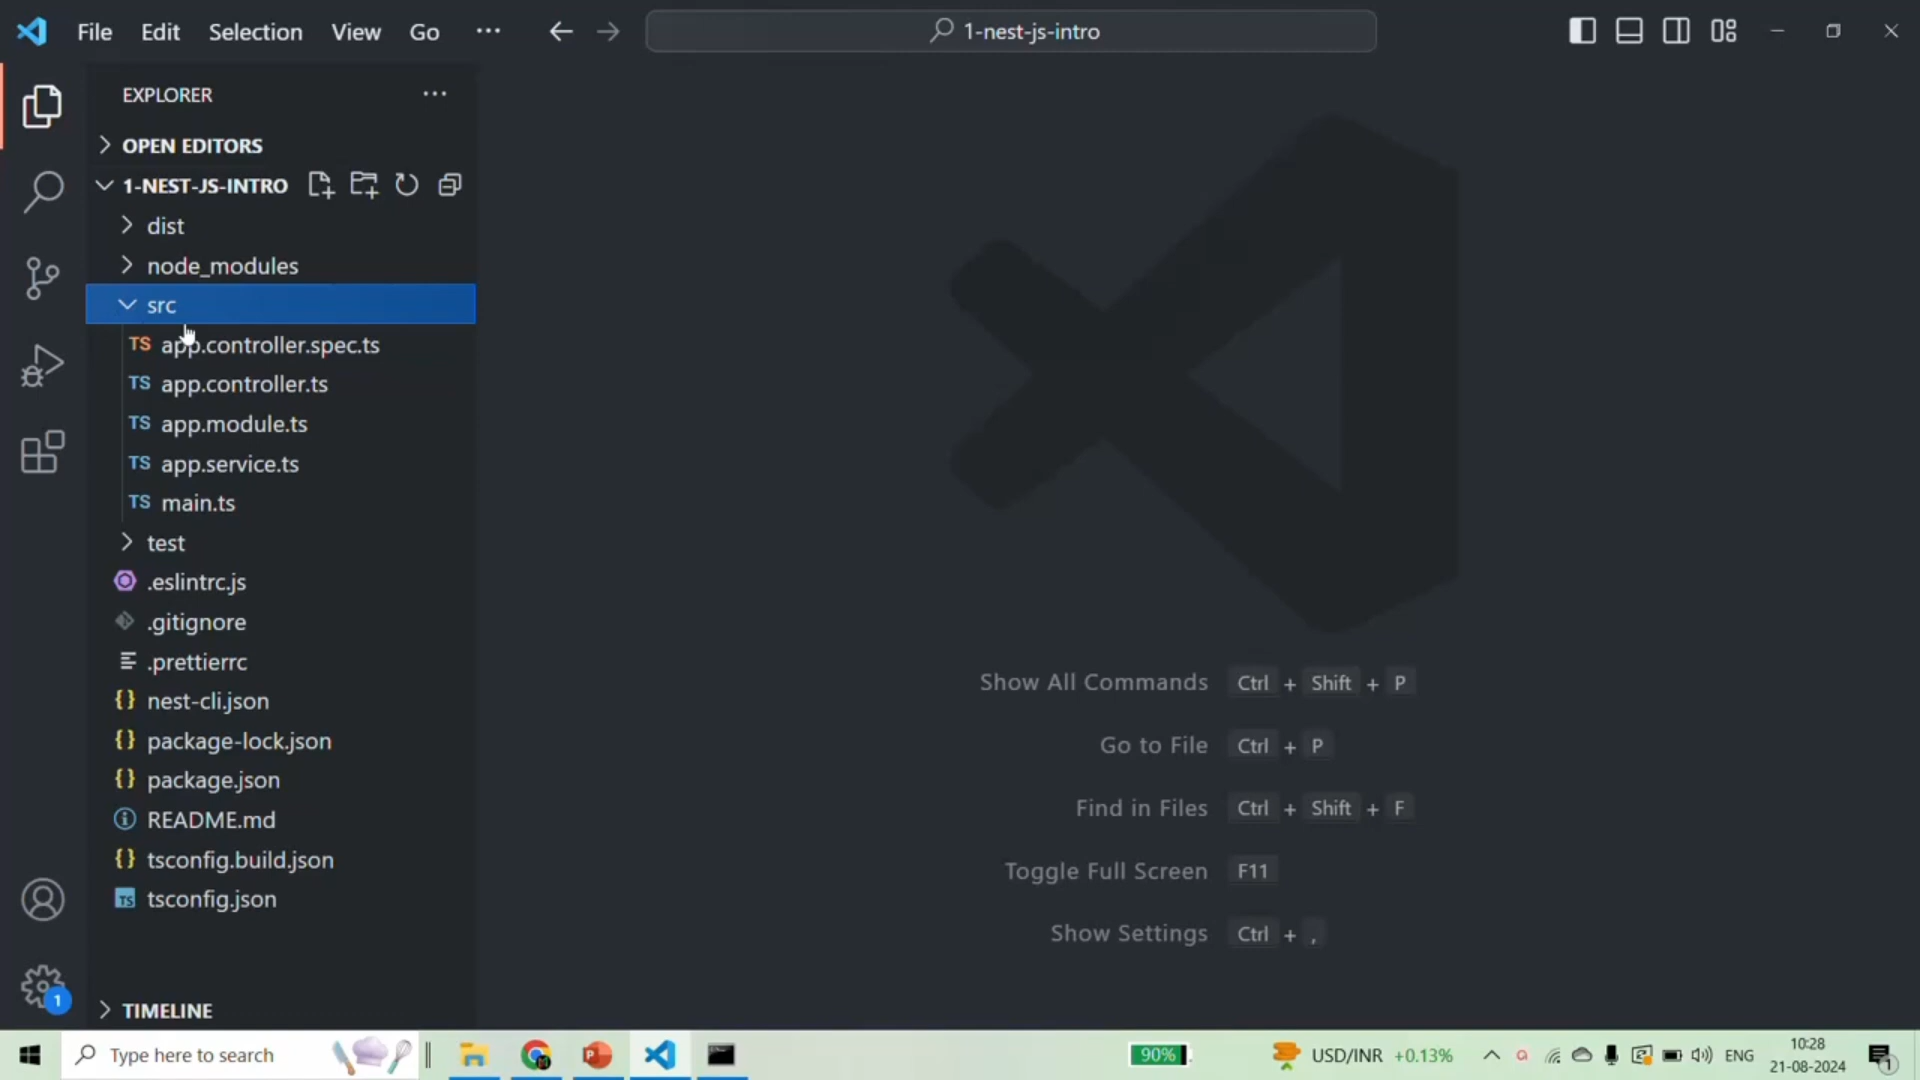 File Edit Selection View Go ··· 1-nest-js-intro
EXPLORER ···
OPEN EDITORS
1-NEST-JS-INTRO
dist
node_modules
src
TS app.controller.spec.ts
TS app.controller.ts
TS app.module.ts
TS app.service.ts
TS main.ts
test
.eslintrc.js
.gitignore
.prettierrc
{} nest-cli.json
{} package-lock.json
{} package.json
README.md
{} tsconfig.build.json
TS tsconfig.json
1
TIMELINE
Show All Commands Ctrl + Shift + P
Go to File Ctrl + P
Find in Files Ctrl + Shift + F
Toggle Full Screen F11
Show Settings Ctrl + ,
Type here to search
90%
USD/INR +0.13%
ENG
10:28
21-08-2024
1